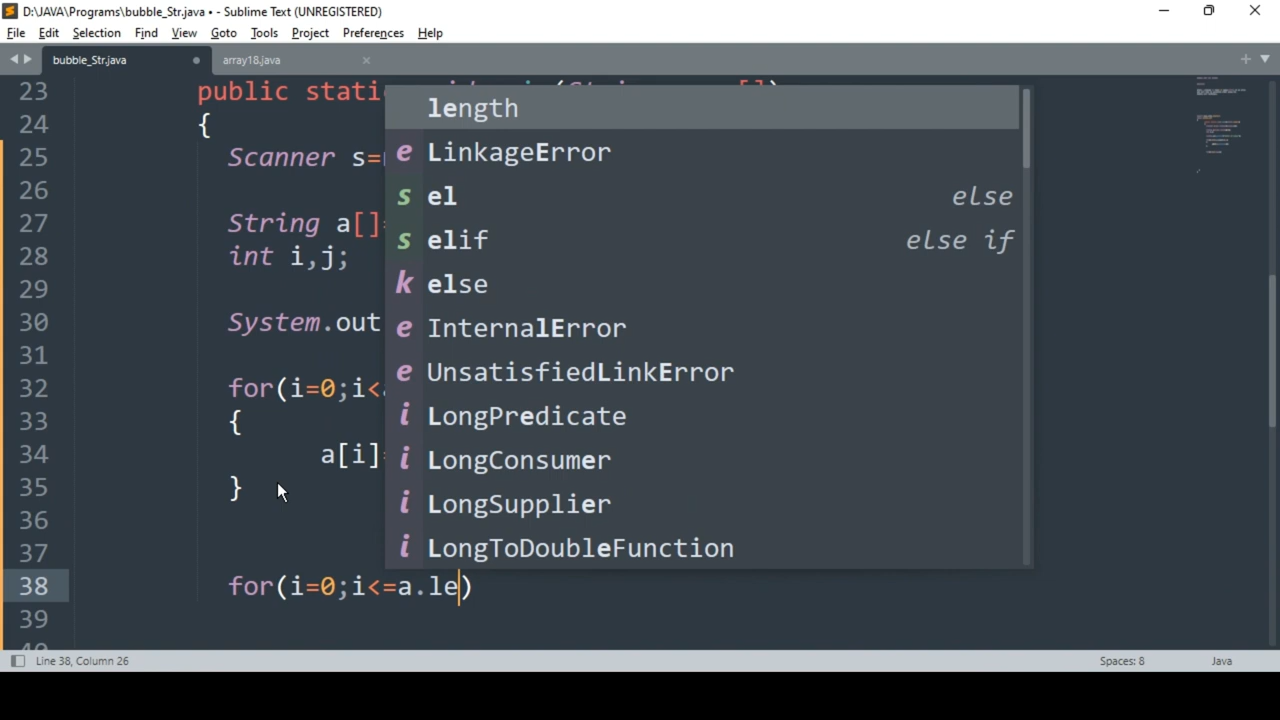 D:\JAVA\Programs\bubble_Str.java • - Sublime Text (UNREGISTERED)
File Edit Selection Find View Goto Tools Project Preferences Help
bubble_Str.java array18.java
23 public stati
24 {
25 Scanner s=
26
27 String a[]
28 int i,j;
29
30 System.out
31
32 for(i=0;i<
33 {
34 a[i]
35 }
36
37
38 for(i=0;i<=a.le)
39
40
length
e LinkageError
s el else
s elif else if
k else
e InternalError
e UnsatisfiedLinkError
i LongPredicate
i LongConsumer
i LongSupplier
i LongToDoubleFunction
Line 38, Column 26 Spaces: 8 Java